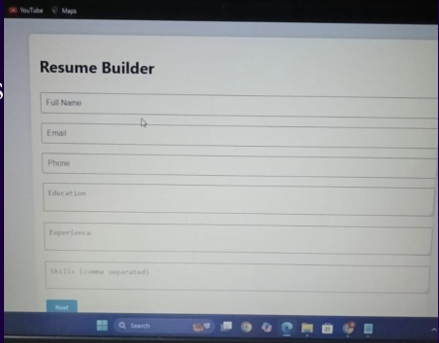 YouTube Maps
Resume Builder
Full Name
Email
Phone
Education
Experience
Skills (comma separated)
Next
Search